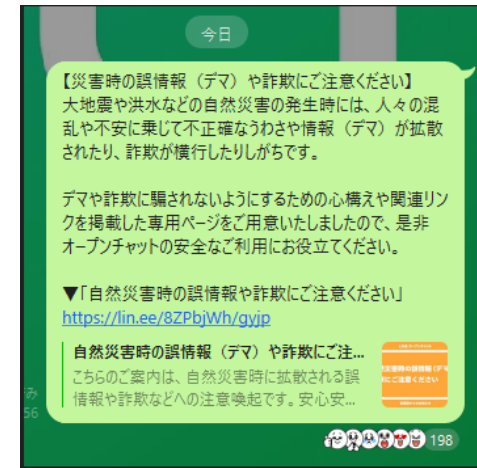 今日
【災害時の誤情報（デマ）や詐欺にご注意ください】
大地震や洪水などの自然災害の発生時には、人々の混
乱や不安に乗じて不正確なうわさや情報（デマ）が拡散
されたり、詐欺が横行したりしがちです。
デマや詐欺に騙されないようにするための心構えや関連リン
クを掲載した専用ページをご用意いたしましたので、是非
オープンチャットの安全なご利用にお役立てください。
▼「自然災害時の誤情報や詐欺にご注意ください」
https://lin.ee/8ZPbjWh/gyjp
自然災害時の誤情報（デマ）や詐欺にご注...
こちらのご案内は、自然災害時に拡散される誤
情報や詐欺などへの注意喚起です。安心安...
み
56
198